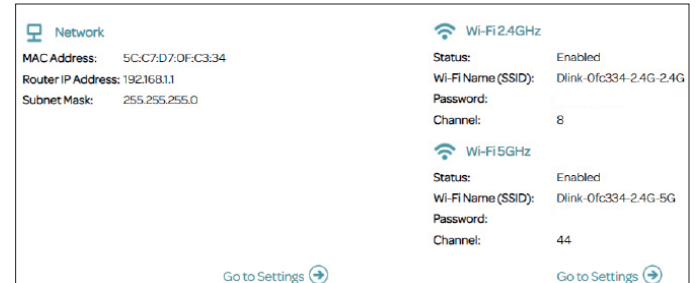 Network
MAC Address: 5C:C7:D7:0F:C3:34
Router IP Address: 192.168.1.1
Subnet Mask: 255.255.255.0
Go to Settings
Wi-Fi 2.4GHz
Status: Enabled
Wi-Fi Name (SSID): Dlink-0fc334-2.4G-2.4G
Password:
Channel: 8
Wi-Fi 5GHz
Status: Enabled
Wi-Fi Name (SSID): Dlink-0fc334-2.4G-5G
Password:
Channel: 44
Go to Settings